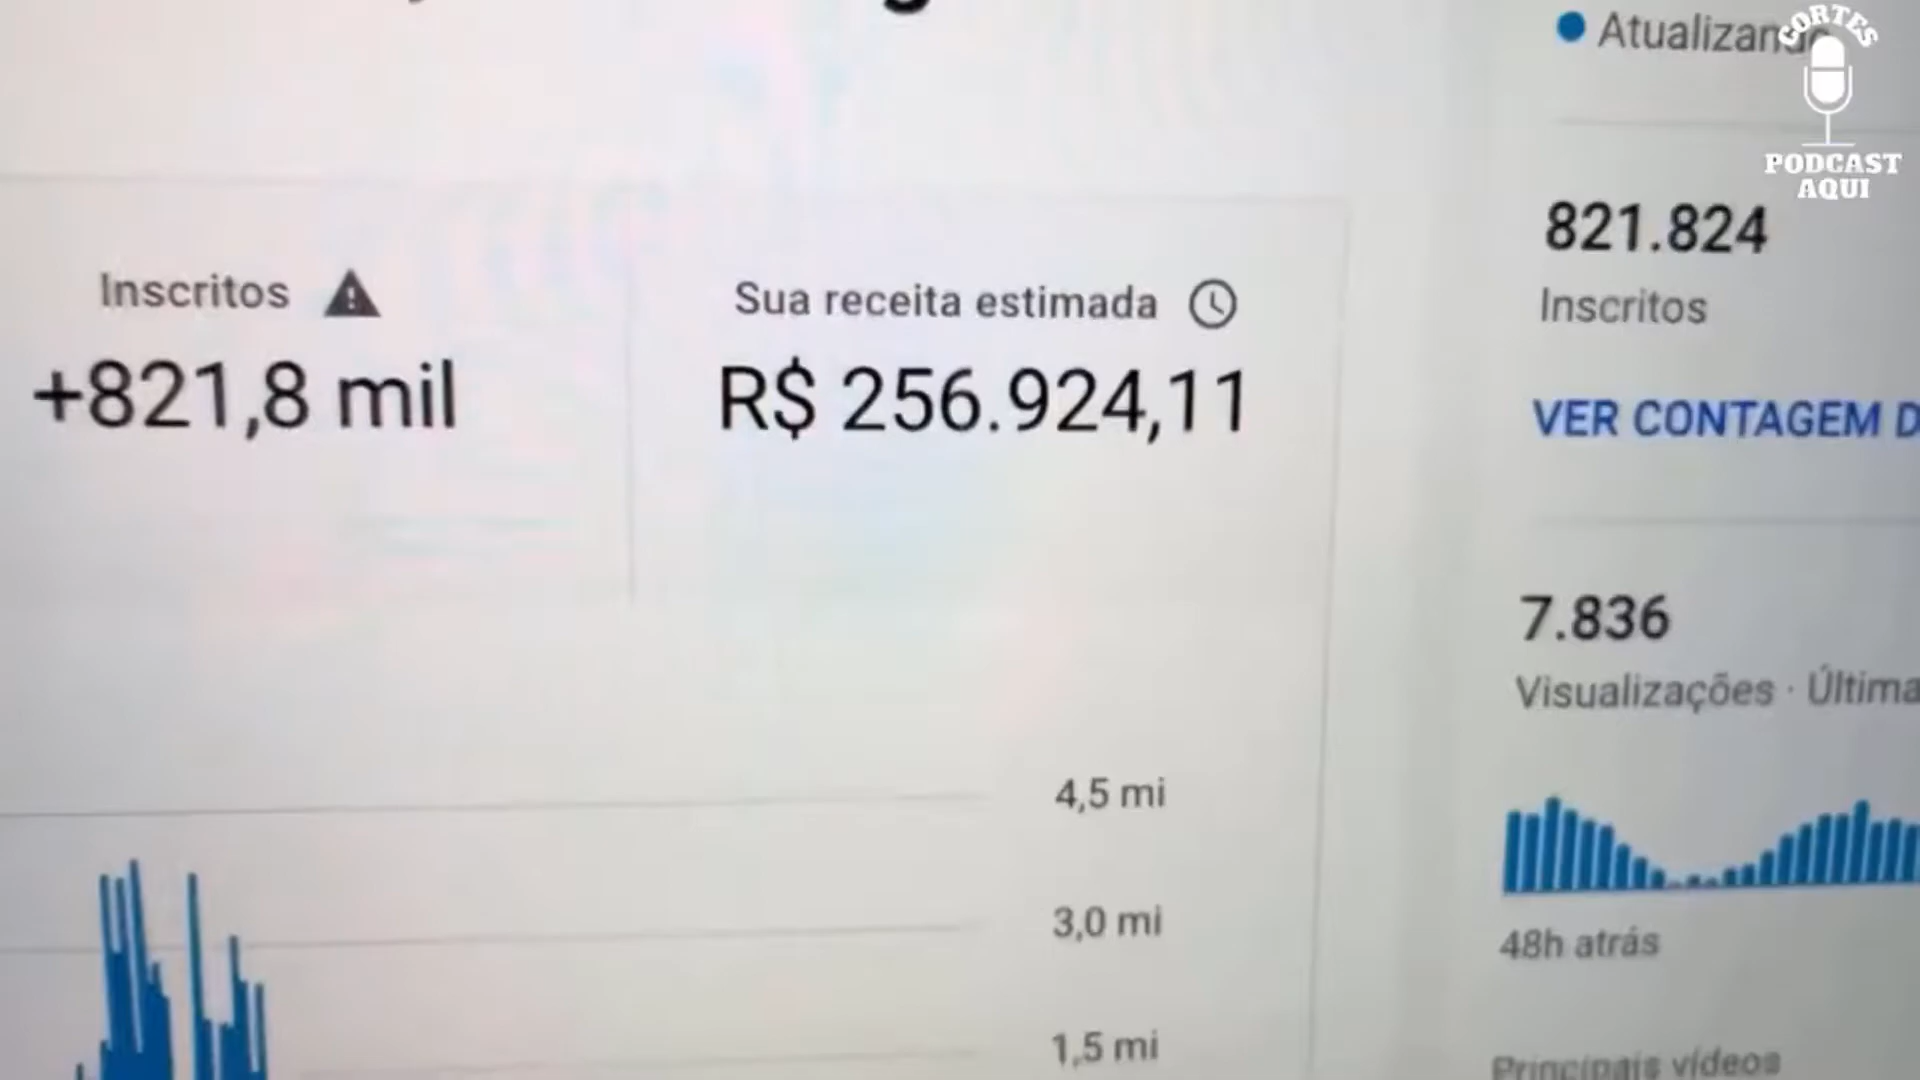 Atualizando
CORTES
PODCAST
AQUI
Inscritos
+821,8 mil
Sua receita estimada
R$ 256.924,11
821.824
Inscritos
VER CONTAGEM D
7.836
Visualizações · Última
4,5 mi
3,0 mi
1,5 mi
48h atrás
Principais vídeos